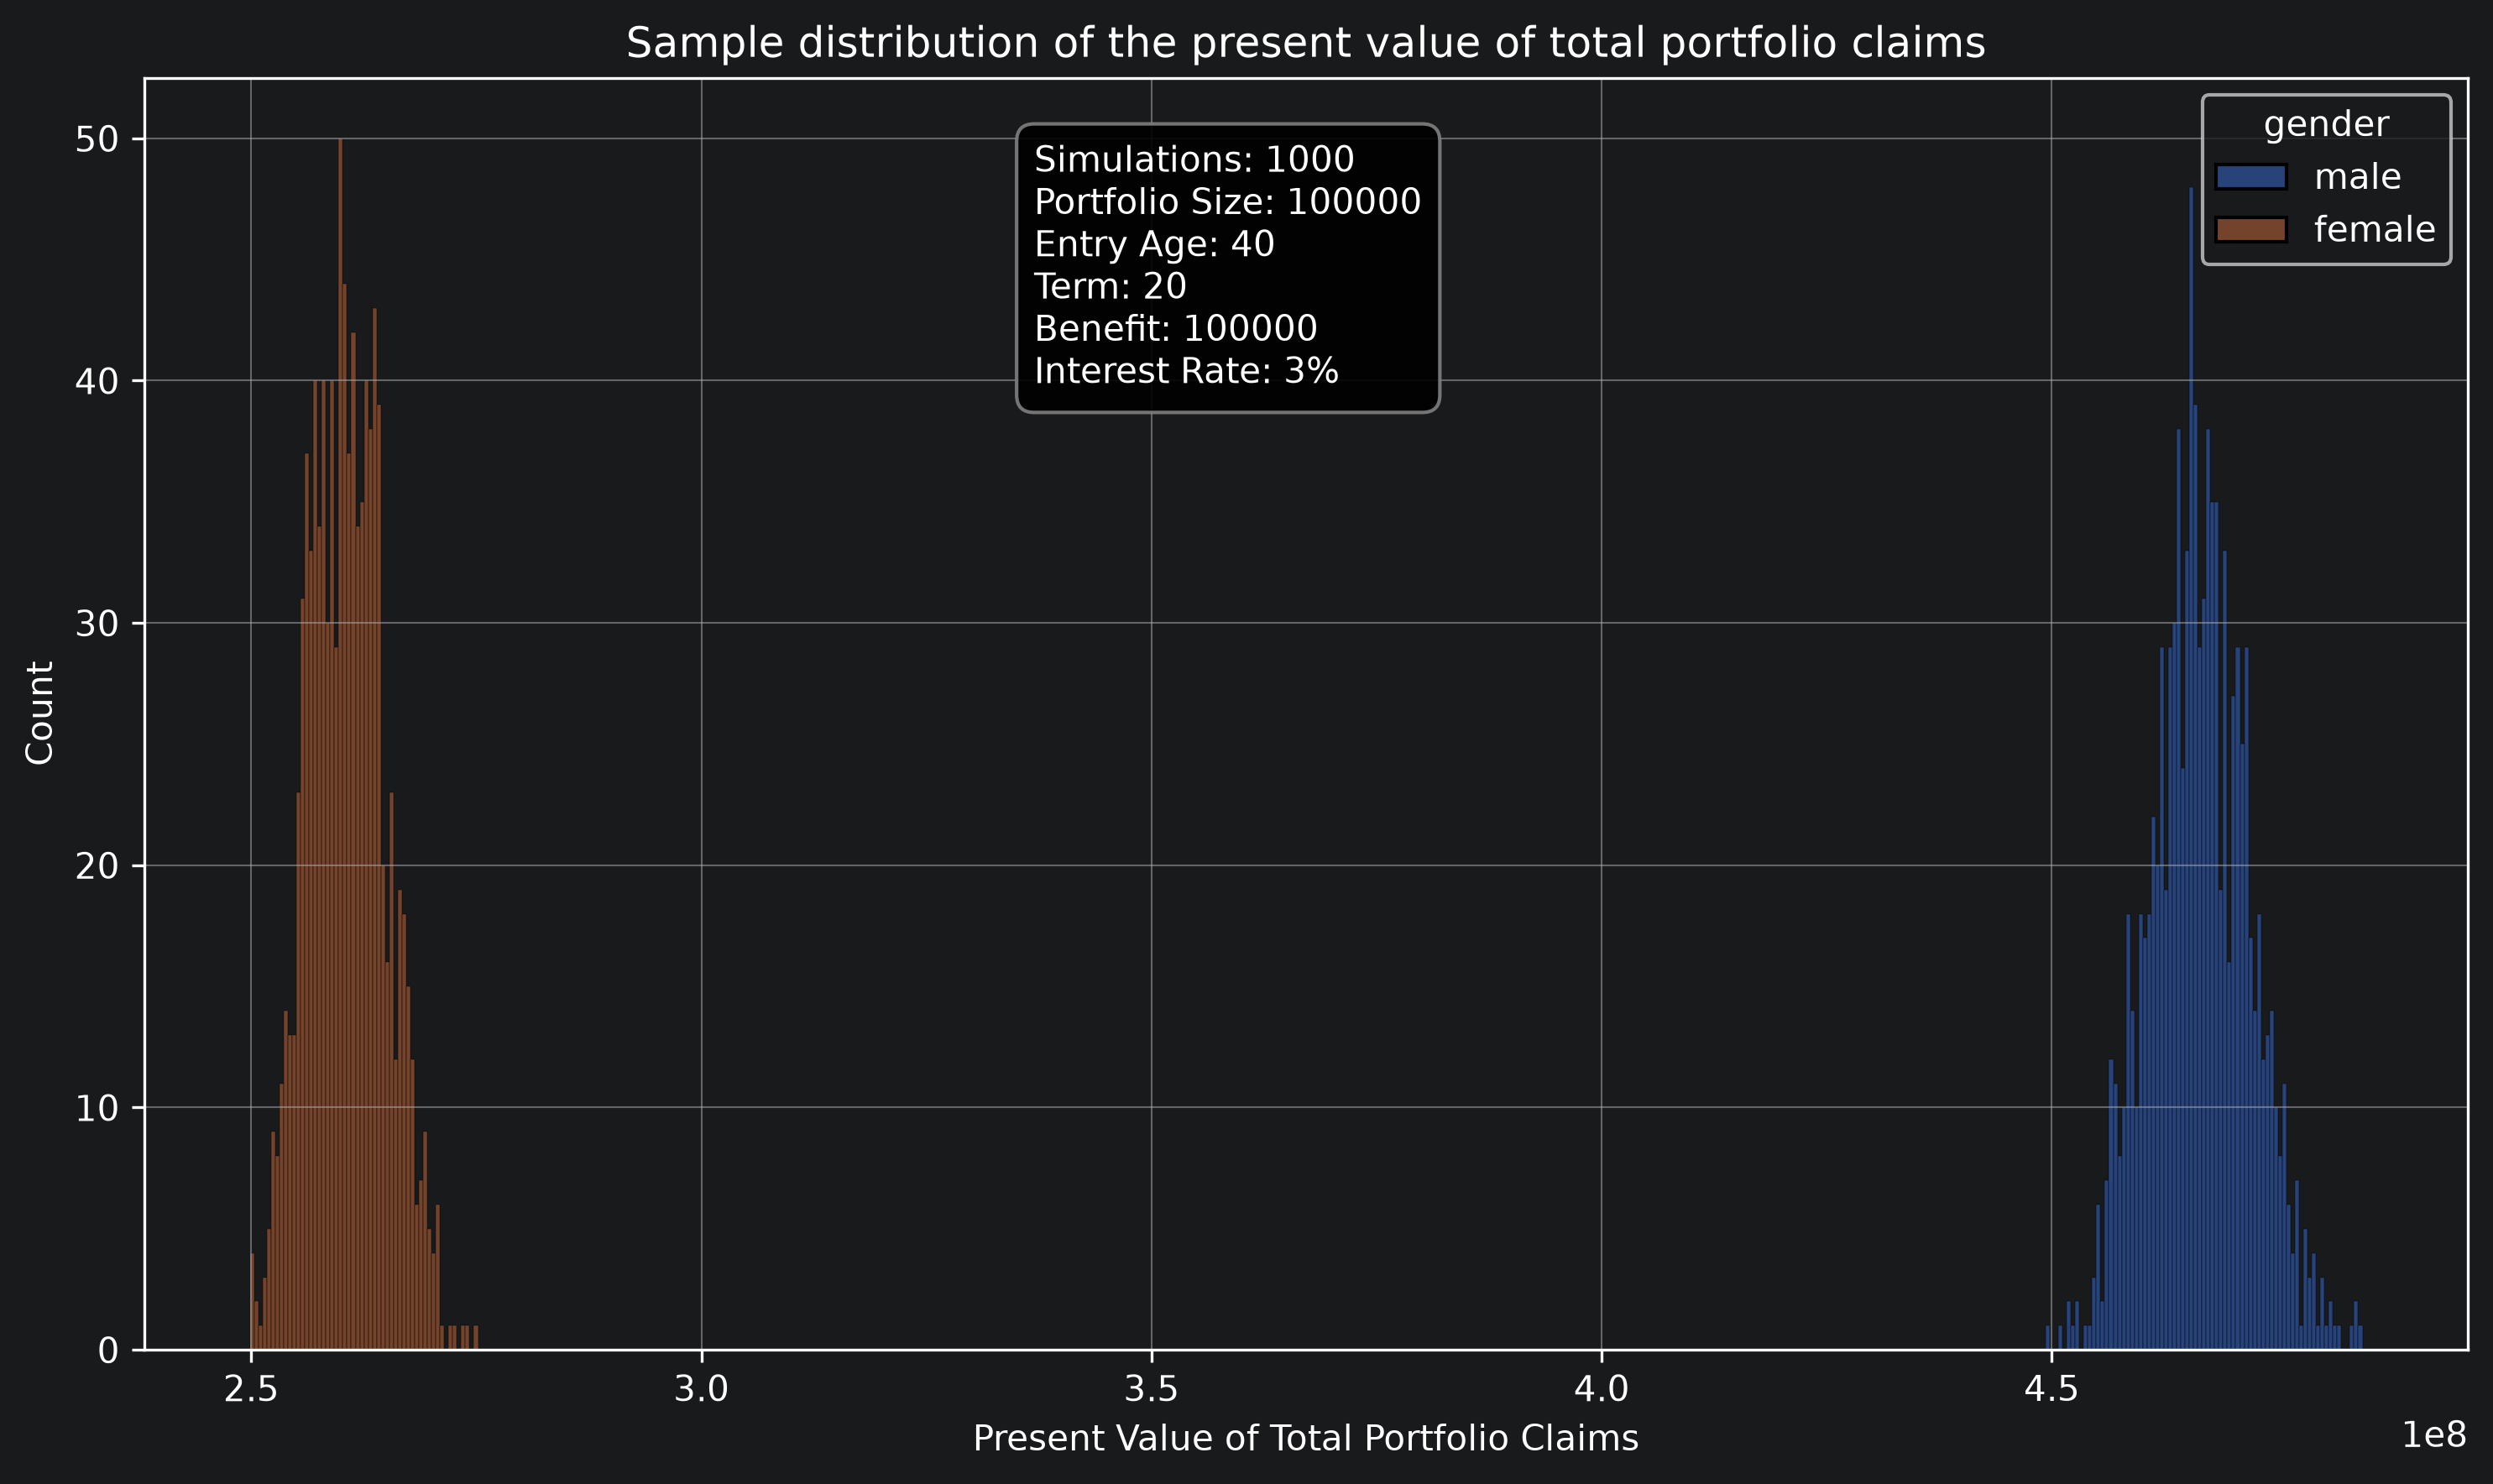 Sample distribution of the present value of total portfolio claims
Simulations: 1000
Portfolio Size: 100000
Entry Age: 40
Term: 20
Benefit: 100000
Interest Rate: 3%
gender
male
female
Count
50
40
30
20
10
0
2.5
3.0
3.5
4.0
4.5
1e8
Present Value of Total Portfolio Claims